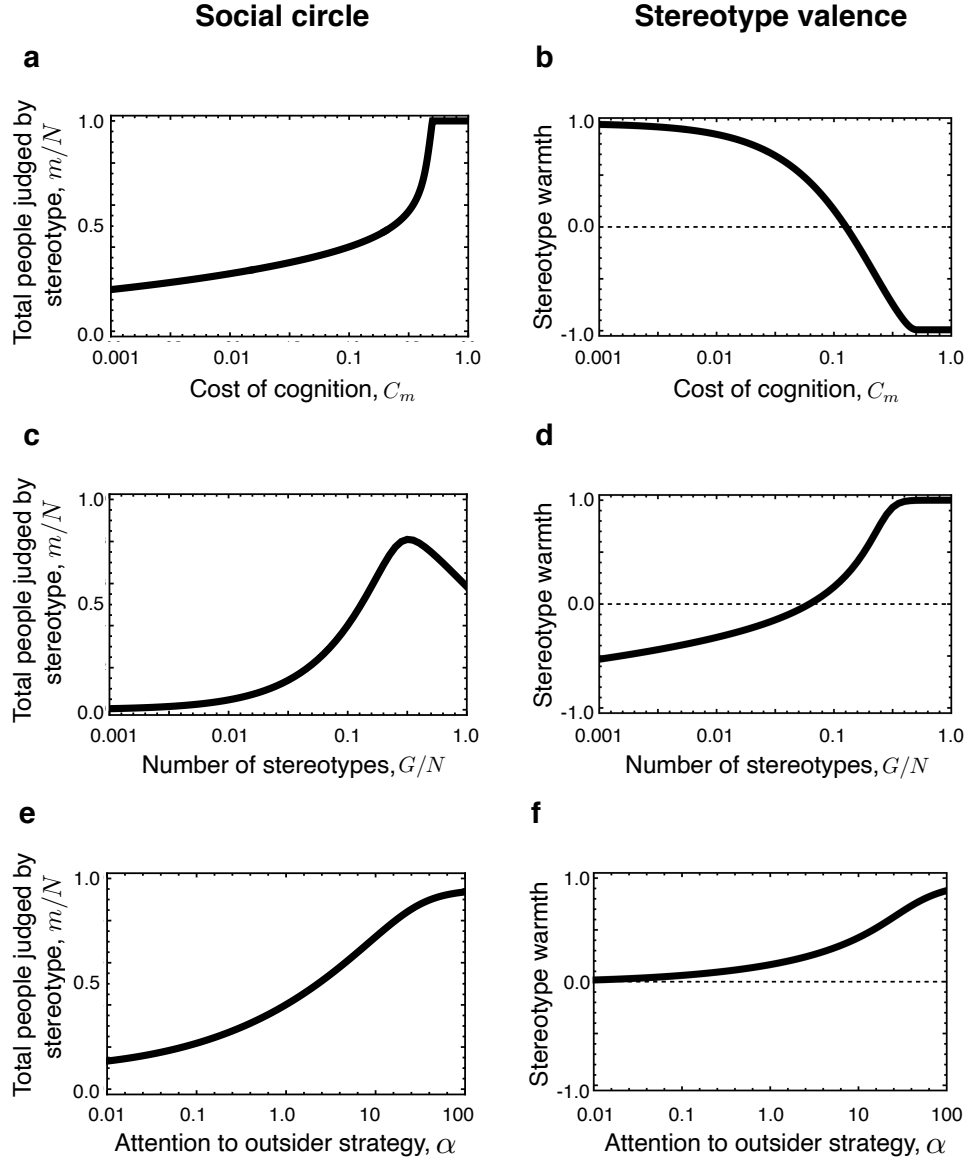 Social circle
Stereotype valence
a
b
Total people judged by
stereotype, m/N
1.0
0.5
0.0
0.001
0.01
0.1
1.0
Cost of cognition, C_m
Stereotype warmth
1.0
0.0
-1.0
0.001
0.01
0.1
1.0
Cost of cognition, C_m
c
d
Total people judged by
stereotype, m/N
1.0
0.5
0.0
0.001
0.01
0.1
1.0
Number of stereotypes, G/N
Stereotype warmth
1.0
0.0
-1.0
0.001
0.01
0.1
1.0
Number of stereotypes, G/N
e
f
Total people judged by
stereotype, m/N
1.0
0.5
0.0
0.01
0.1
1.0
10
100
Attention to outsider strategy, α
Stereotype warmth
1.0
0.0
-1.0
0.01
0.1
1.0
10
100
Attention to outsider strategy, α